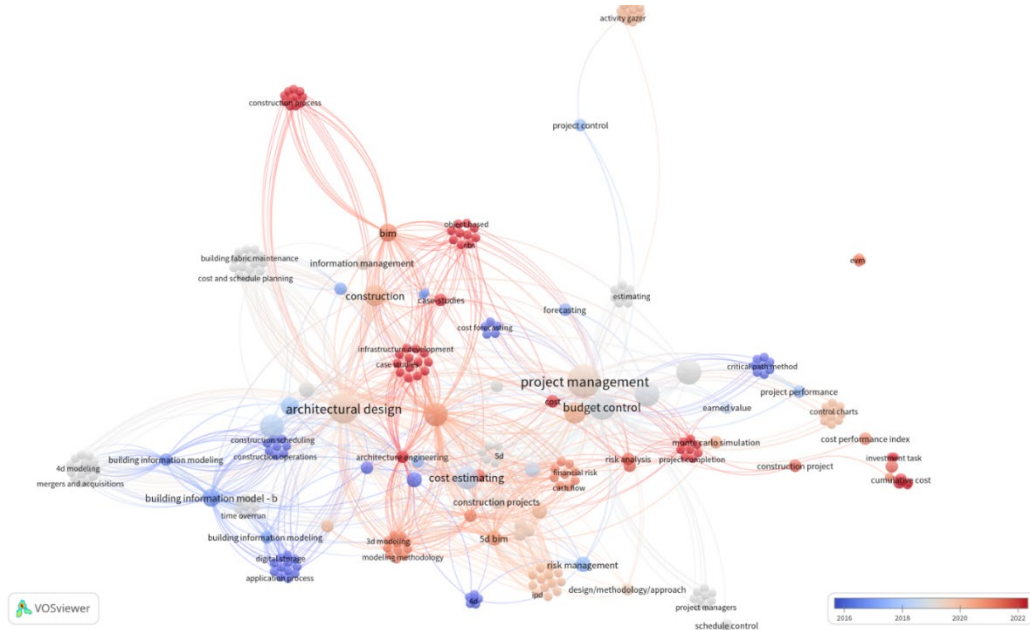 activity gazer
construction process
project control
object based
cbs
bim
building fabric maintenance
information management
evm
cost and schedule planning
construction
case-studies
estimating
forecasting
cost forecasting
infrastructure development
case studies
critical path method
project management
project performance
architectural design
cost
budget control
earned value
control charts
construction scheduling
cost performance index
monte carlo simulation
construction operations
architecture engineering
5d
building information modeling
risk analysis
project completion
investment task
4d modeling
financial risk
construction project
mergers and acquisitions
cost estimating
cash flow
cumulative cost
building information model - b
construction projects
time overrun
building information modeling
3d modeling
5d bim
modeling methodology
digital storage
risk management
application process
design/methodology/approach
ipd
4d
project managers
schedule control
VOSviewer
2016 2018 2020 2022